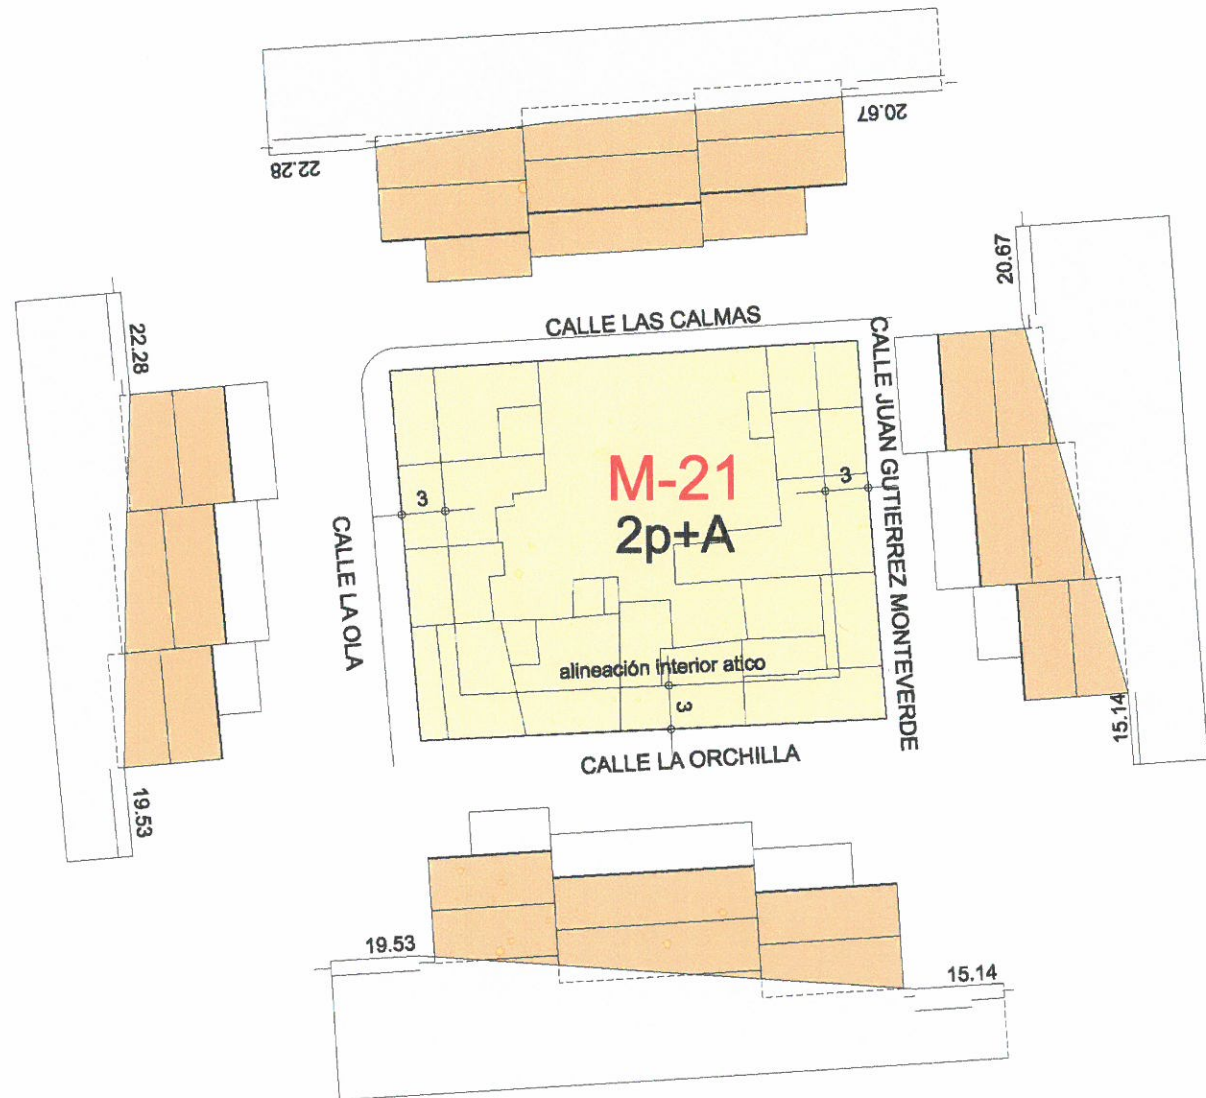 22.28
20.67
20.67
22.28
CALLE LAS CALMAS
CALLE JUAN GUTIERREZ MONTEVERDE
M-21
2p+A
3
3
CALLE LA OLA
alineación interior atico
3
CALLE LA ORCHILLA
15.14
19.53
19.53
15.14